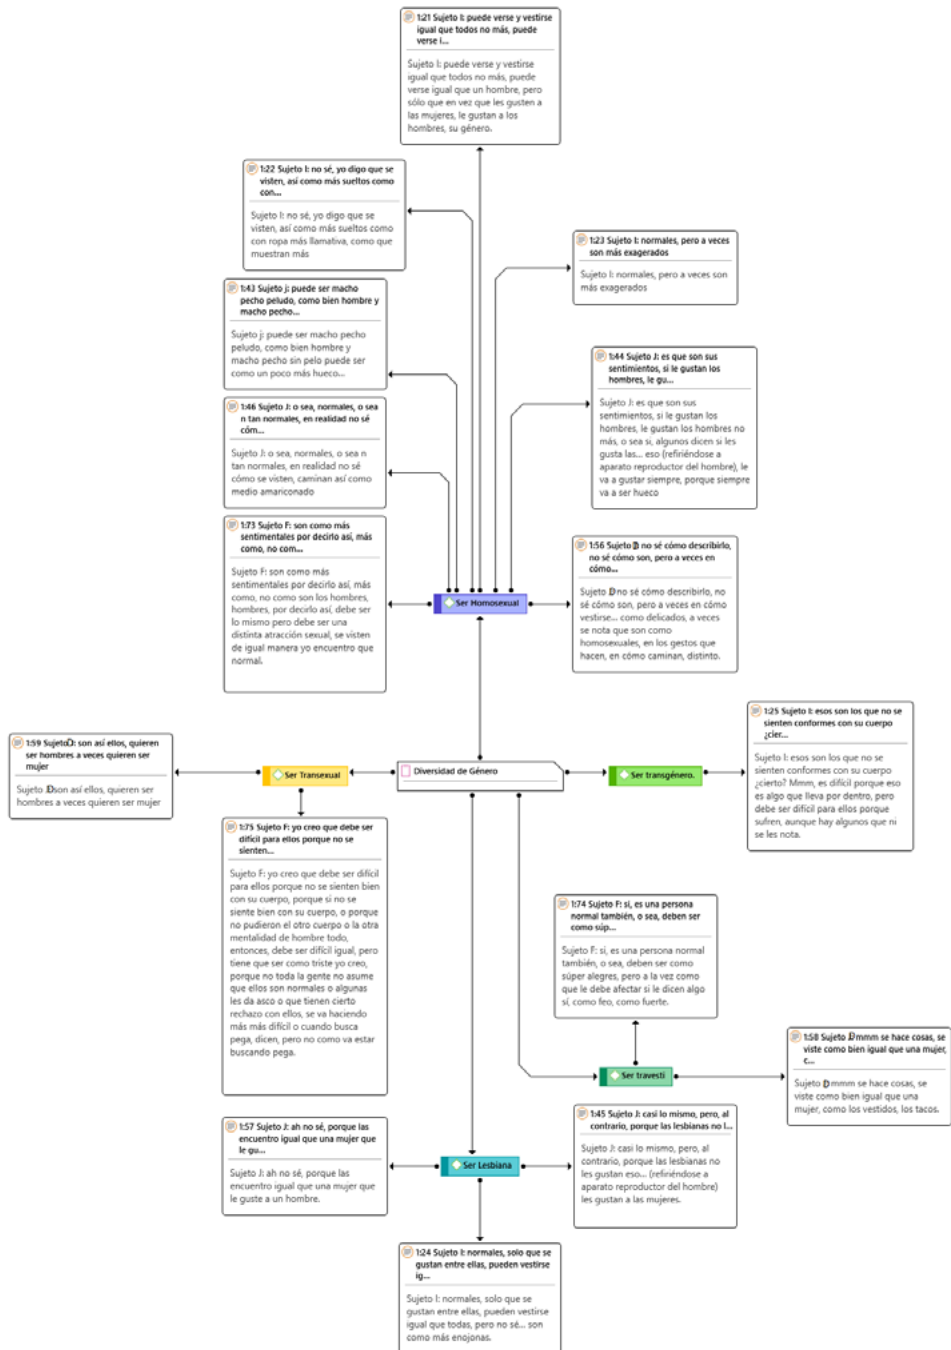 1:21 Sujeto I: puede verse y vestirse
igual que todos no más, puede
verse i...
Sujeto I: puede verse y vestirse
igual que todos no más, puede
verse igual que un hombre, pero
sólo que en vez que les gusten a
las mujeres, le gustan a los
hombres, su género.
1:22 Sujeto I: no sé, yo digo que se
visten, así como más sueltos como
con...
Sujeto I: no sé, yo digo que se
visten, así como más sueltos como
con ropa más llamativa, como que
muestran más
1:23 Sujeto I: normales, pero a veces
son más exagerados
Sujeto I: normales, pero a veces son
más exagerados
1:43 Sujeto j: puede ser macho
pecho peludo, como bien hombre y
macho pecho...
Sujeto j: puede ser macho pecho
peludo, como bien hombre y
macho pecho sin pelo puede ser
como un poco más hueco...
1:44 Sujeto J: es que son sus
sentimientos, si le gustan los
hombres, le gu...
Sujeto J: es que son sus
sentimientos, si le gustan los
hombres, le gustan los hombres no
más, o sea si, algunos dicen si les
gusta las... eso (refiriéndose a
aparato reproductor del hombre), le
va a gustar siempre, porque siempre
va a ser hueco
1:46 Sujeto J: o sea, normales, o sea
n tan normales, en realidad no sé
cóm...
Sujeto J: o sea, normales, o sea n
tan normales, en realidad no sé
cómo se visten, caminan así como
medio amariconado
1:73 Sujeto F: son como más
sentimentales por decirlo así, más
como, no com...
Sujeto F: son como más
sentimentales por decirlo así, más
como, no como son los hombres,
hombres, por decirlo así, debe ser
lo mismo pero debe ser una
distinta atracción sexual, se visten
de igual manera yo encuentro que
normal.
Ser Homosexual
1:56 Sujeto D no sé cómo describirlo,
no sé cómo son, pero a veces en
cómo...
Sujeto D no sé cómo describirlo, no
sé cómo son, pero a veces en cómo
vestirse... como delicados, a veces
se nota que son como
homosexuales, en los gestos que
hacen, en cómo caminan, distinto.
1:59 Sujeto D: son así ellos, quieren
ser hombres a veces quieren ser
mujer
Sujeto D son así ellos, quieren ser
hombres a veces quieren ser mujer
Ser Transexual
Diversidad de Género
Ser transgénero.
1:25 Sujeto I: esos son los que no se
sienten conformes con su cuerpo
¿cier...
Sujeto I: esos son los que no se
sienten conformes con su cuerpo
¿cierto? Mmm, es difícil porque eso
es algo que lleva por dentro, pero
debe ser difícil para ellos porque
sufren, aunque hay algunos que ni
se les nota.
1:75 Sujeto F: yo creo que debe ser
difícil para ellos porque no se
sienten...
Sujeto F: yo creo que debe ser difícil
para ellos porque no se sienten bien
con su cuerpo, porque si no se
siente bien con su cuerpo, o porque
no pudieron el otro cuerpo o la otra
mentalidad de hombre todo,
entonces, debe ser difícil igual, pero
tiene que ser como triste yo creo,
porque no toda la gente no asume
que ellos son normales o algunas
les da asco o que tienen cierto
rechazo con ellos, se va haciendo
más más difícil o cuando busca
pega, dicen, pero no como va estar
buscando pega.
1:74 Sujeto F: si, es una persona
normal también, o sea, deben ser
como súp...
Sujeto F: si, es una persona normal
también, o sea, deben ser como
súper alegres, pero a la vez como
que le debe afectar si le dicen algo
sí, como feo, como fuerte.
Ser travesti
1:58 Sujeto D mmm se hace cosas, se
viste como bien igual que una mujer,
c...
Sujeto D mmm se hace cosas, se
viste como bien igual que una
mujer, como los vestidos, los tacos.
1:57 Sujeto J: ah no sé, porque las
encuentro igual que una mujer que
le gu...
Sujeto J: ah no sé, porque las
encuentro igual que una mujer que
le guste a un hombre.
Ser Lesbiana
1:45 Sujeto J: casi lo mismo, pero, al
contrario, porque las lesbianas no l...
Sujeto J: casi lo mismo, pero, al
contrario, porque las lesbianas no
les gustan eso... (refiriéndose a
aparato reproductor del hombre)
les gustan a las mujeres.
1:24 Sujeto I: normales, solo que se
gustan entre ellas, pueden vestirse
ig...
Sujeto I: normales, solo que se
gustan entre ellas, pueden vestirse
igual que todas, pero no sé... son
como más enojonas.